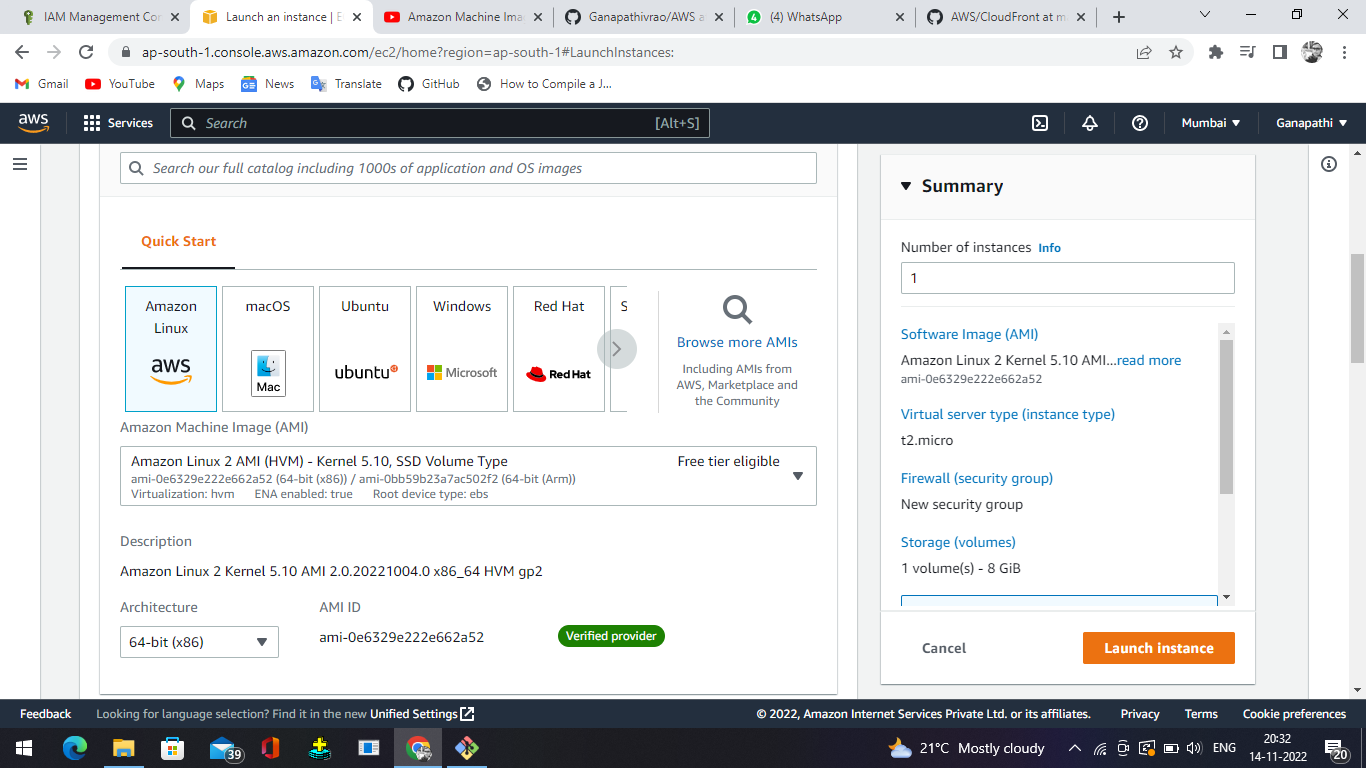 IAM Management Co
Launch an instance | E
Amazon Machine Ima
Ganapathivrao/AWS a
(4) WhatsApp
AWS/CloudFront at m
ap-south-1.console.aws.amazon.com/ec2/home?region=ap-south-1#LaunchInstances:
Gmail
YouTube
Maps
News
Translate
GitHub
How to Compile a J...
aws
Services
Search
[Alt+S]
Mumbai
Ganapathi
Search our full catalog including 1000s of application and OS images
Quick Start
Amazon
Linux
aws
macOS
Mac
Ubuntu
ubuntu
Windows
Microsoft
Red Hat
Red Hat
S
Browse more AMIs
Including AMIs from
AWS, Marketplace and
the Community
Amazon Machine Image (AMI)
Amazon Linux 2 AMI (HVM) - Kernel 5.10, SSD Volume Type
Free tier eligible
ami-0e6329e222e662a52 (64-bit (x86)) / ami-0bb59b23a7ac502f2 (64-bit (Arm))
Virtualization: hvm ENA enabled: true Root device type: ebs
Description
Amazon Linux 2 Kernel 5.10 AMI 2.0.20221004.0 x86_64 HVM gp2
Architecture
AMI ID
64-bit (x86)
ami-0e6329e222e662a52
Verified provider
Summary
Number of instances Info
1
Software Image (AMI)
Amazon Linux 2 Kernel 5.10 AMI...read more
ami-0e6329e222e662a52
Virtual server type (instance type)
t2.micro
Firewall (security group)
New security group
Storage (volumes)
1 volume(s) - 8 GiB
Cancel
Launch instance
Feedback
Looking for language selection? Find it in the new Unified Settings
© 2022, Amazon Internet Services Private Ltd. or its affiliates.
Privacy
Terms
Cookie preferences
39
21°C Mostly cloudy
ENG
20:32
14-11-2022
20